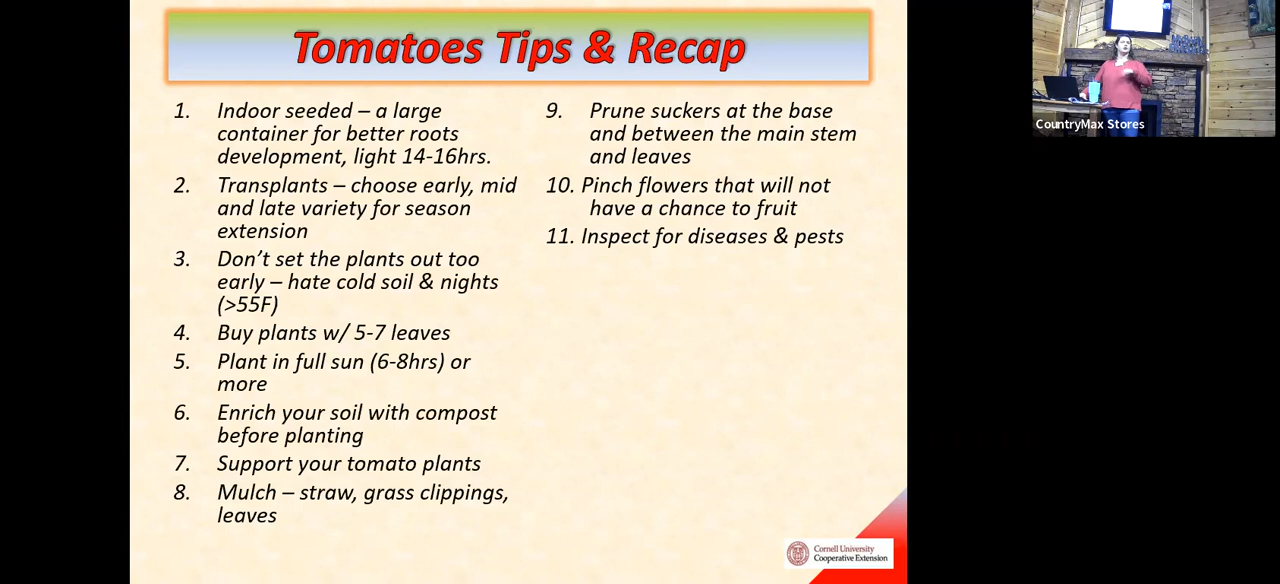 Tomatoes Tips & Recap
1. Indoor seeded – a large
container for better roots
development, light 14-16hrs.
2. Transplants – choose early, mid
and late variety for season
extension
3. Don’t set the plants out too
early – hate cold soil & nights
(>55F)
4. Buy plants w/ 5-7 leaves
5. Plant in full sun (6-8hrs) or
more
6. Enrich your soil with compost
before planting
7. Support your tomato plants
8. Mulch – straw, grass clippings,
leaves
9. Prune suckers at the base
and between the main stem
and leaves
10. Pinch flowers that will not
have a chance to fruit
11. Inspect for diseases & pests
Cornell University
Cooperative Extension
CountryMax Stores